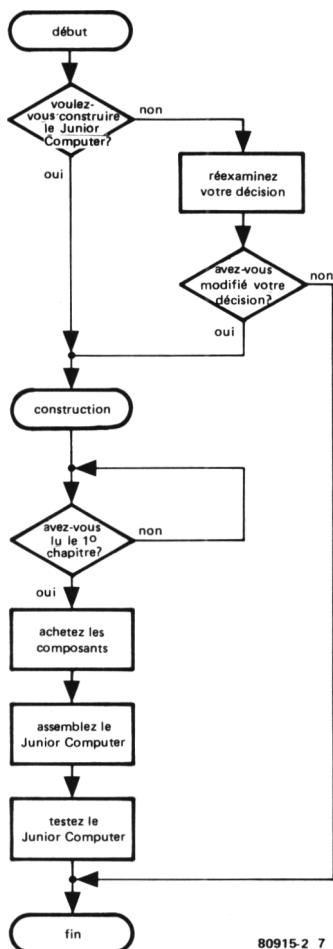 début
voulez-
vous construire
le Junior
Computer?
non
oui
réexaminez
votre décision
avez-vous
modifié votre
décision?
non
oui
construction
avez-vous
lu le 1º
chapitre?
non
oui
achetez les
composants
assemblez le
Junior Computer
testez le
Junior Computer
fin
80915-2 7